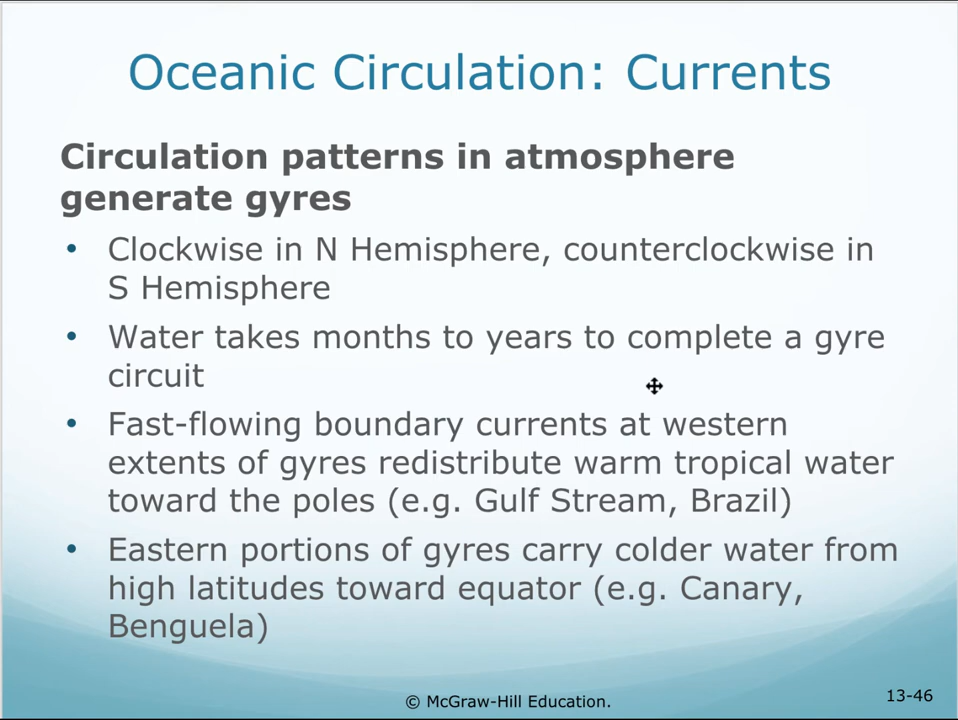 Oceanic Circulation: Currents
Circulation patterns in atmosphere
generate gyres
• Clockwise in N Hemisphere, counterclockwise in
S Hemisphere
• Water takes months to years to complete a gyre
circuit
• Fast-flowing boundary currents at western
extents of gyres redistribute warm tropical water
toward the poles (e.g. Gulf Stream, Brazil)
• Eastern portions of gyres carry colder water from
high latitudes toward equator (e.g. Canary,
Benguela)
© McGraw-Hill Education.
13-46